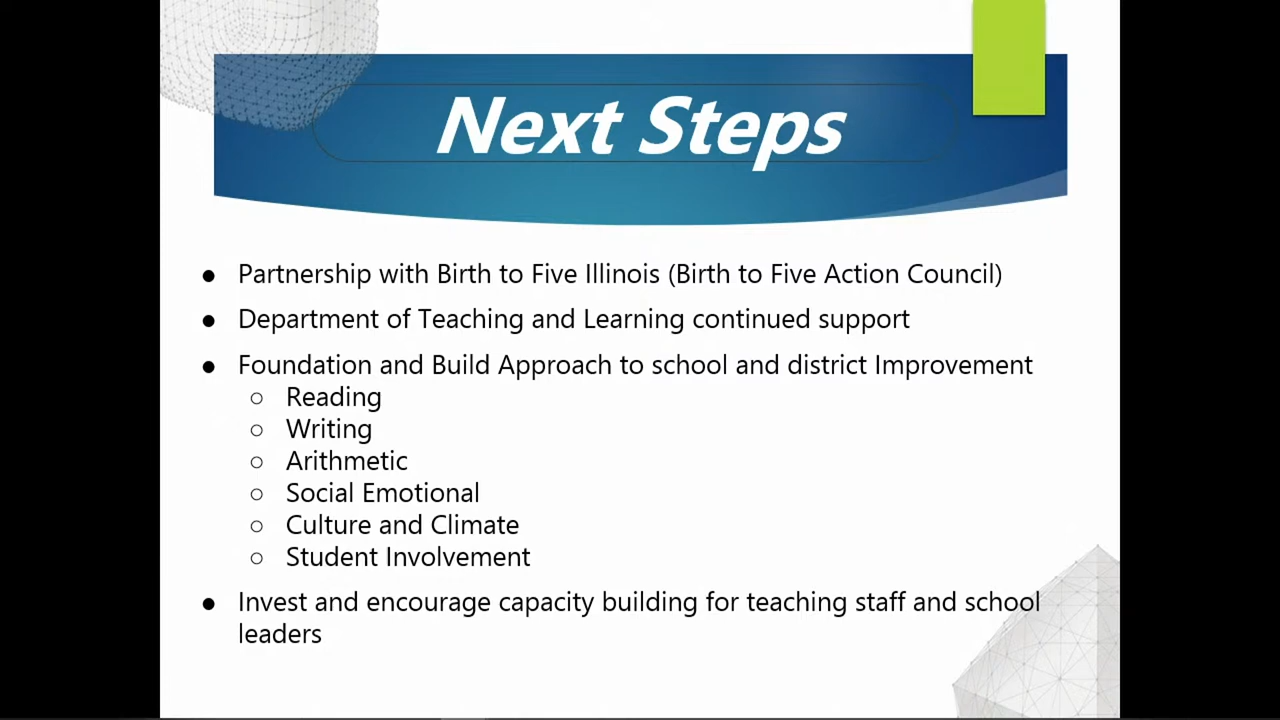 Next Steps
● Partnership with Birth to Five Illinois (Birth to Five Action Council)
● Department of Teaching and Learning continued support
● Foundation and Build Approach to school and district Improvement
○ Reading
○ Writing
○ Arithmetic
○ Social Emotional
○ Culture and Climate
○ Student Involvement
● Invest and encourage capacity building for teaching staff and school
leaders